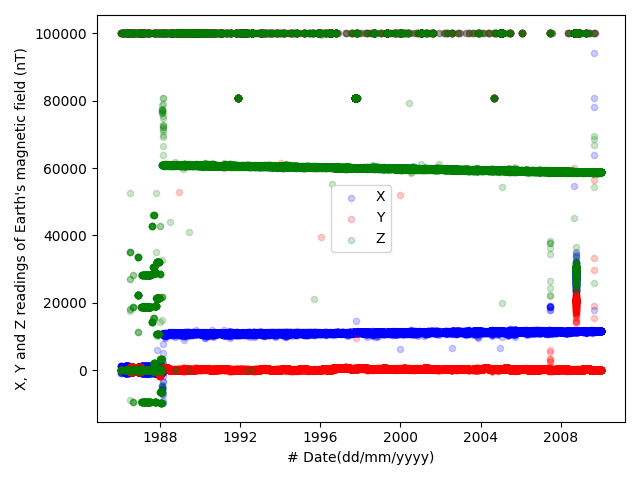 X, Y and Z readings of Earth's magnetic field (nT)
100000
80000
60000
40000
20000
0
X
Y
Z
1988 1992 1996 2000 2004 2008
# Date(dd/mm/yyyy)